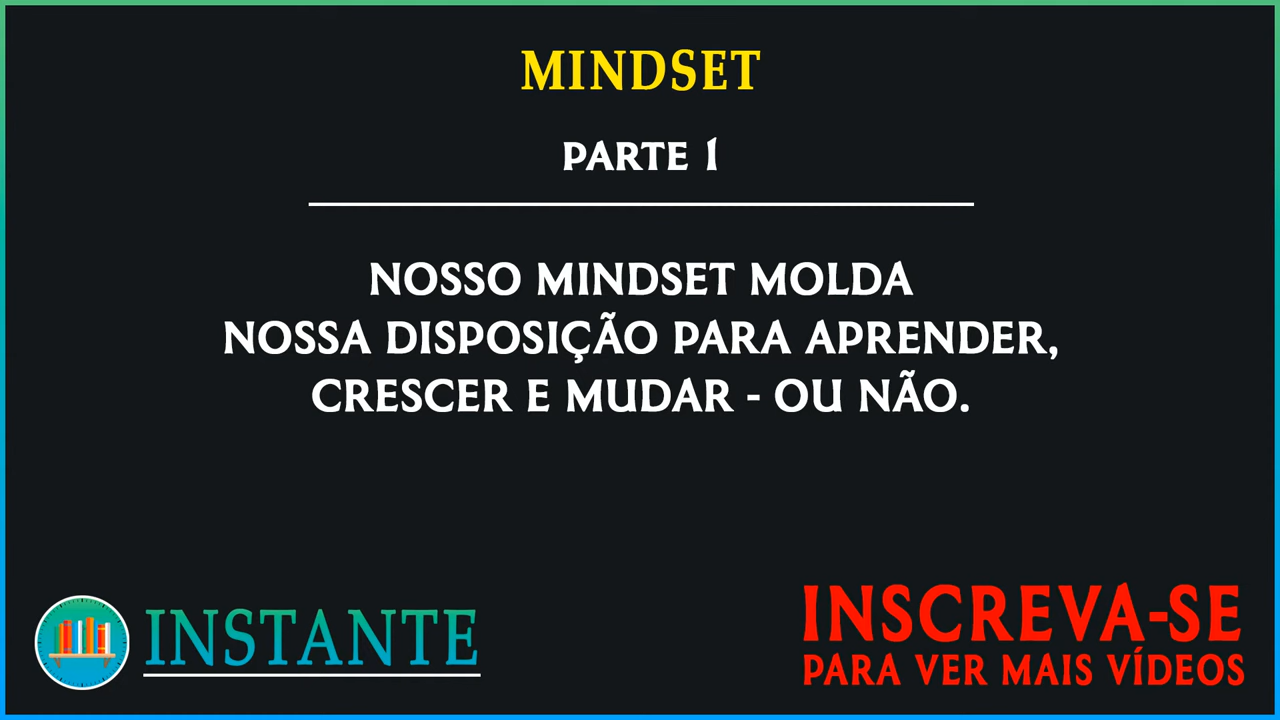 MINDSET
PARTE 1
NOSSO MINDSET MOLDA
NOSSA DISPOSIÇÃO PARA APRENDER,
CRESCER E MUDAR - OU NÃO.
INSTANTE
INSCREVA-SE
PARA VER MAIS VÍDEOS